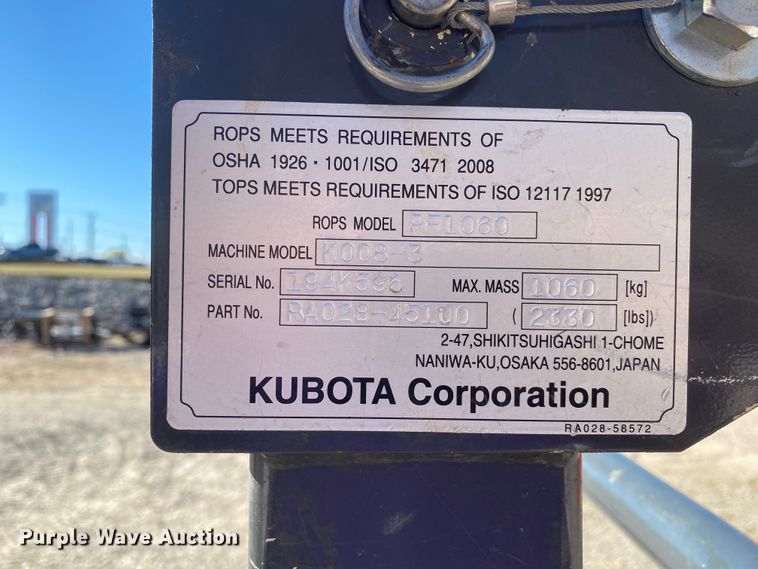 ROPS MEETS REQUIREMENTS OF
OSHA 1926・1001/ISO 3471 2008
TOPS MEETS REQUIREMENTS OF ISO 12117 1997
ROPS MODEL RF1060
MACHINE MODEL K008-3
SERIAL No. 194K596 MAX. MASS 1060 [kg]
PART No. RA028-45100 ( 2330 [lbs])
2-47,SHIKITSUHIGASHI 1-CHOME
NANIWA-KU,OSAKA 556-8601,JAPAN
KUBOTA Corporation
RA028-58572
Purple Wave Auction